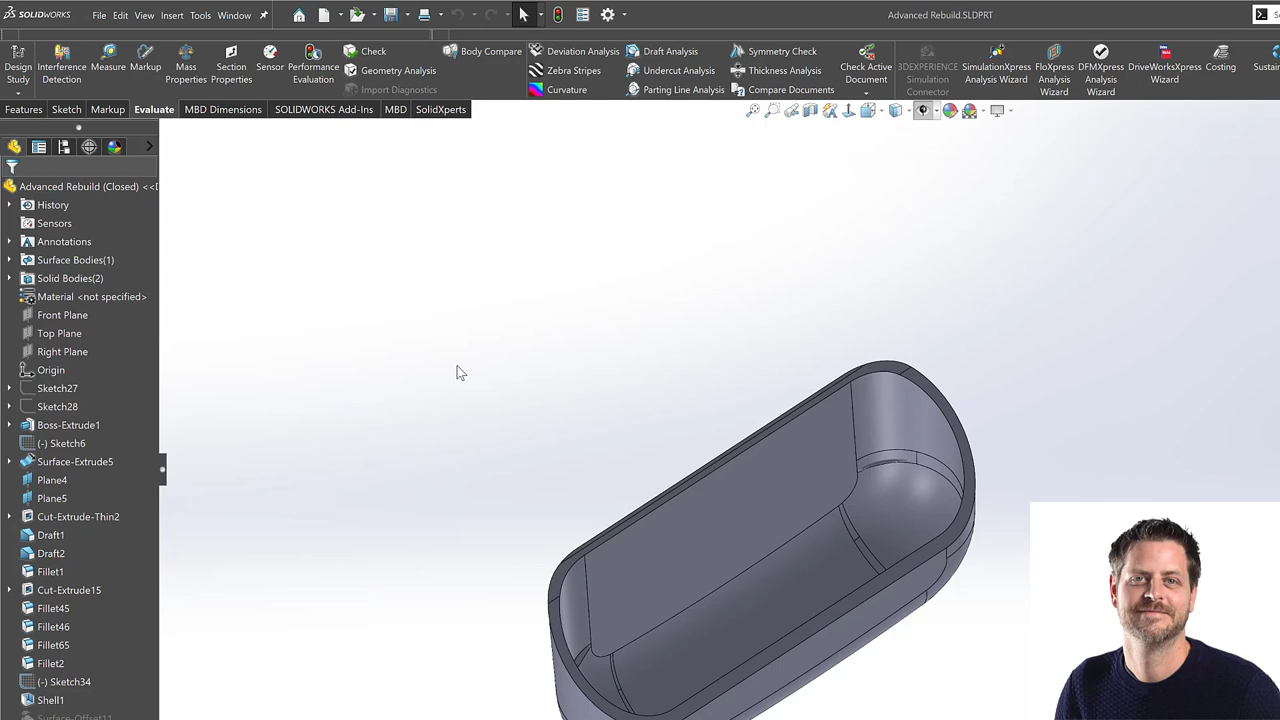 SOLIDWORKS File Edit View Insert Tools Window
Advanced Rebuild.SLDPRT
Design Study
Interference Detection
Measure
Markup
Mass Properties
Section Properties
Sensor
Performance Evaluation
Check
Geometry Analysis
Import Diagnostics
Body Compare
Deviation Analysis
Zebra Stripes
Curvature
Draft Analysis
Undercut Analysis
Parting Line Analysis
Symmetry Check
Thickness Analysis
Compare Documents
Check Active Document
3DEXPERIENCE Simulation Connector
SimulationXpress Analysis Wizard
FloXpress Analysis Wizard
DFMXpress Analysis Wizard
DriveWorksXpress Wizard
Costing
Features Sketch Markup Evaluate MBD Dimensions SOLIDWORKS Add-Ins MBD SolidXperts
Advanced Rebuild (Closed) <<D
History
Sensors
Annotations
Surface Bodies(1)
Solid Bodies(2)
Material <not specified>
Front Plane
Top Plane
Right Plane
Origin
Sketch27
Sketch28
Boss-Extrude1
(-) Sketch6
Surface-Extrude5
Plane4
Plane5
Cut-Extrude-Thin2
Draft1
Draft2
Fillet1
Cut-Extrude15
Fillet45
Fillet46
Fillet65
Fillet2
(-) Sketch34
Shell1
Surface-Offset11